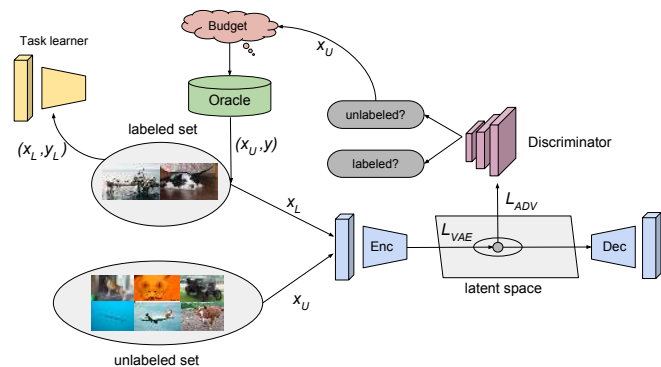 Budget
Task learner
x_U
Oracle
unlabeled?
labeled set
(x_L ,y_L)
(x_U, y)
Discriminator
labeled?
x_L
L_ADV
L_VAE
Enc
Dec
latent space
x_U
unlabeled set